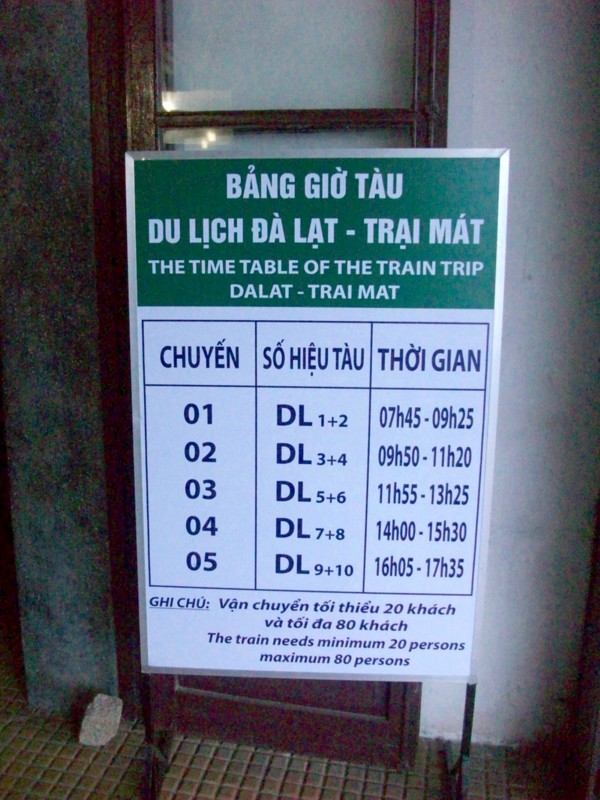 BẢNG GIỜ TÀU
DU LỊCH ĐÀ LẠT - TRẠI MÁT
THE TIME TABLE OF THE TRAIN TRIP
DALAT - TRAI MAT
CHUYẾN SỐ HIỆU TÀU THỜI GIAN
01 DL 1+2 07h45 - 09h25
02 DL 3+4 09h50 - 11h20
03 DL 5+6 11h55 - 13h25
04 DL 7+8 14h00 - 15h30
05 DL 9+10 16h05 - 17h35
GHI CHÚ: Vận chuyển tối thiểu 20 khách
và tối đa 80 khách
The train needs minimum 20 persons
maximum 80 persons